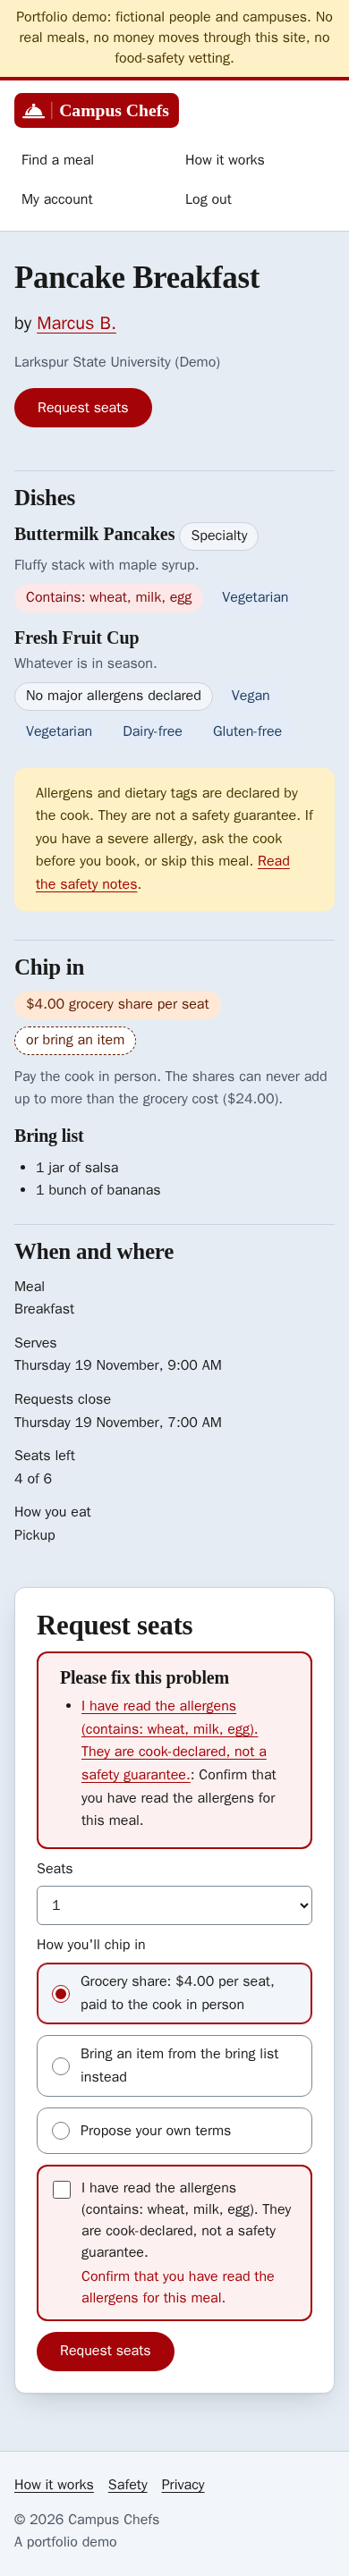 Portfolio demo: fictional people and campuses. No
real meals, no money moves through this site, no
food-safety vetting.
Campus Chefs
Find a meal How it works
My account Log out
Pancake Breakfast
by Marcus B.
Larkspur State University (Demo)
Request seats
Dishes
Buttermilk Pancakes Specialty
Fluffy stack with maple syrup.
Contains: wheat, milk, egg Vegetarian
Fresh Fruit Cup
Whatever is in season.
No major allergens declared Vegan
Vegetarian Dairy-free Gluten-free
Allergens and dietary tags are declared by
the cook. They are not a safety guarantee. If
you have a severe allergy, ask the cook
before you book, or skip this meal. Read
the safety notes.
Chip in
$4.00 grocery share per seat
or bring an item
Pay the cook in person. The shares can never add
up to more than the grocery cost ($24.00).
Bring list
• 1 jar of salsa
• 1 bunch of bananas
When and where
Meal
Breakfast
Serves
Thursday 19 November, 9:00 AM
Requests close
Thursday 19 November, 7:00 AM
Seats left
4 of 6
How you eat
Pickup
Request seats
Please fix this problem
• I have read the allergens
(contains: wheat, milk, egg).
They are cook-declared, not a
safety guarantee.: Confirm that
you have read the allergens for
this meal.
Seats
1
How you'll chip in
Grocery share: $4.00 per seat,
paid to the cook in person
Bring an item from the bring list
instead
Propose your own terms
I have read the allergens
(contains: wheat, milk, egg). They
are cook-declared, not a safety
guarantee.
Confirm that you have read the
allergens for this meal.
Request seats
How it works Safety Privacy
© 2026 Campus Chefs
A portfolio demo